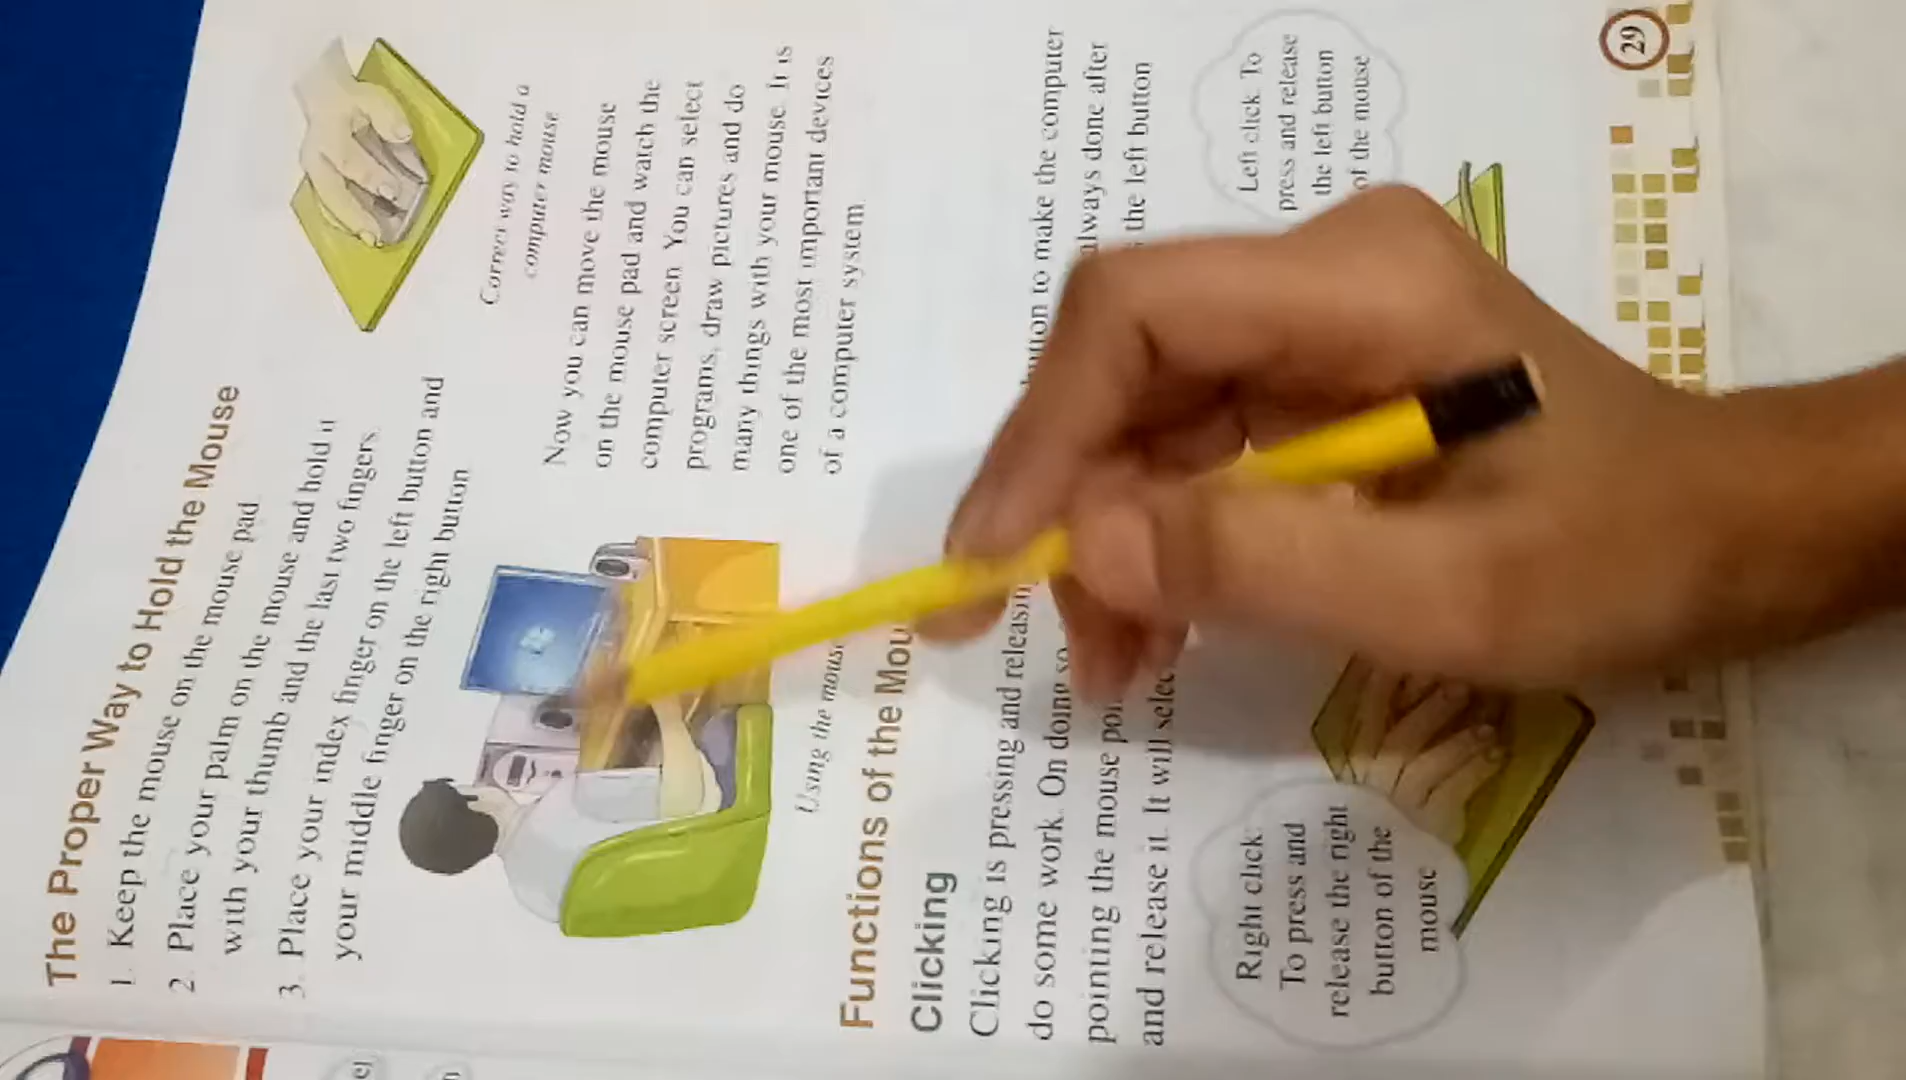 The Proper Way to Hold the Mouse
1. Keep the mouse on the mouse pad
2. Place your palm on the mouse and hold it
with your thumb and the last two fingers
3. Place your index finger on the left button and
your middle finger on the right button
Correct way to hold a
computer mouse
Now you can move the mouse
on the mouse pad and watch the
computer screen You can select
programs, draw pictures and do
many things with your mouse. It is
one of the most important devices
of a computer system
Using the mouse
Functions of the Mou
Clicking
Clicking is pressing and releasing button to make the computer
do some work. On doing so always done after
pointing the mouse the left button
and release it. It will select
Left click To
press and release
the left button
of the mouse
Right click:
To press and
release the right
button of the
mouse
29